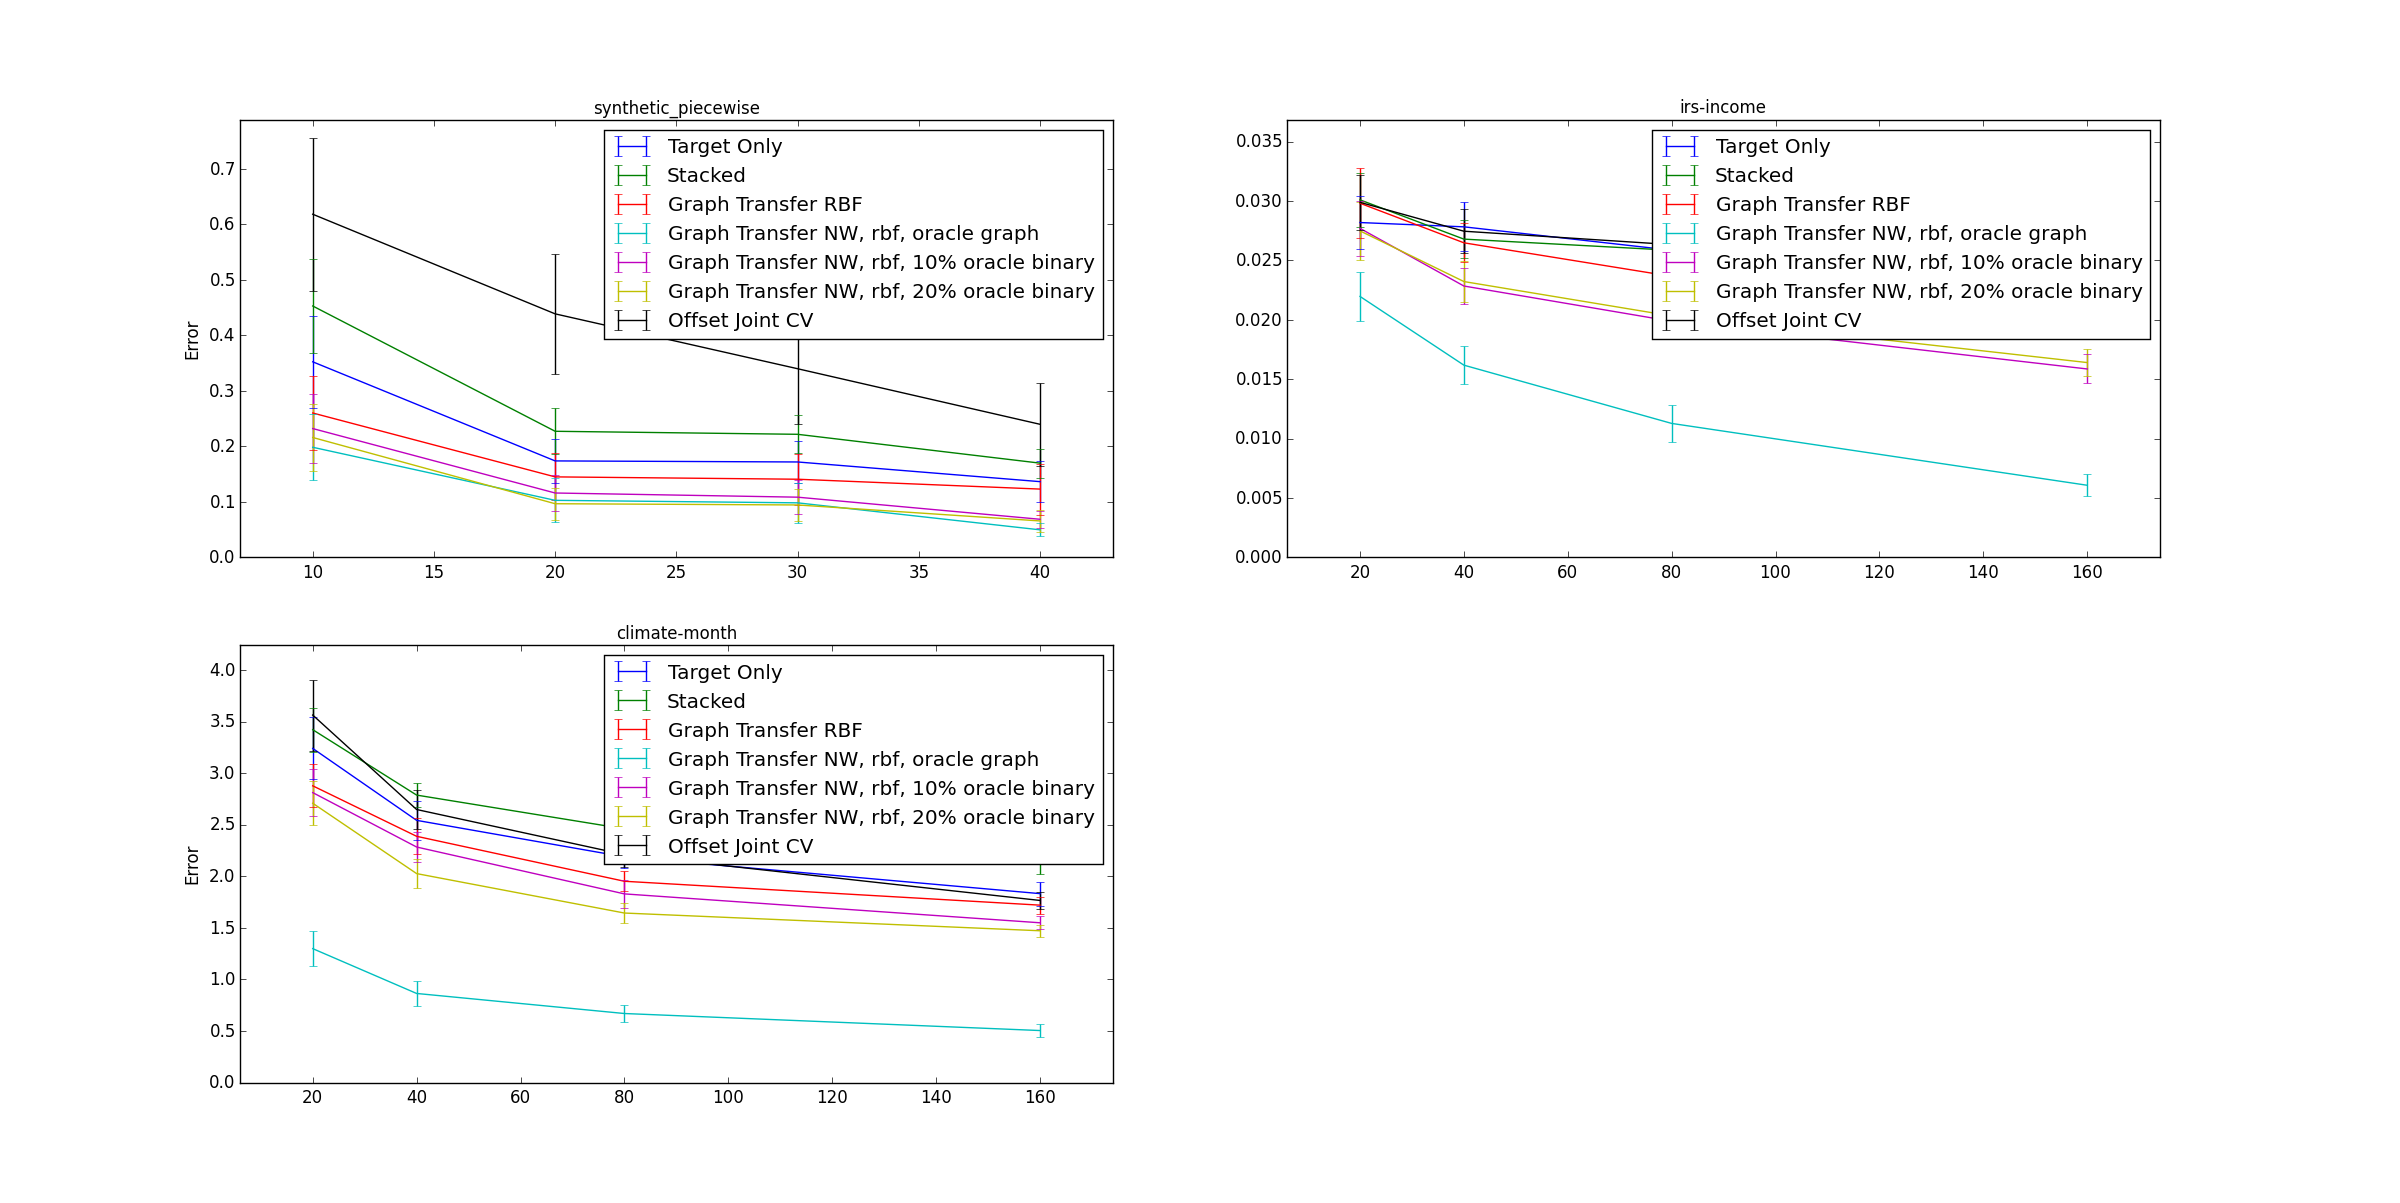 synthetic_piecewise
Error
0.7
0.6
0.5
0.4
0.3
0.2
0.1
0.0
10 15 20 25 30 35 40
Target Only
Stacked
Graph Transfer RBF
Graph Transfer NW, rbf, oracle graph
Graph Transfer NW, rbf, 10% oracle binary
Graph Transfer NW, rbf, 20% oracle binary
Offset Joint CV
irs-income
0.035
0.030
0.025
0.020
0.015
0.010
0.005
0.000
20 40 60 80 100 120 140 160
Target Only
Stacked
Graph Transfer RBF
Graph Transfer NW, rbf, oracle graph
Graph Transfer NW, rbf, 10% oracle binary
Graph Transfer NW, rbf, 20% oracle binary
Offset Joint CV
climate-month
Error
4.0
3.5
3.0
2.5
2.0
1.5
1.0
0.5
0.0
20 40 60 80 100 120 140 160
Target Only
Stacked
Graph Transfer RBF
Graph Transfer NW, rbf, oracle graph
Graph Transfer NW, rbf, 10% oracle binary
Graph Transfer NW, rbf, 20% oracle binary
Offset Joint CV